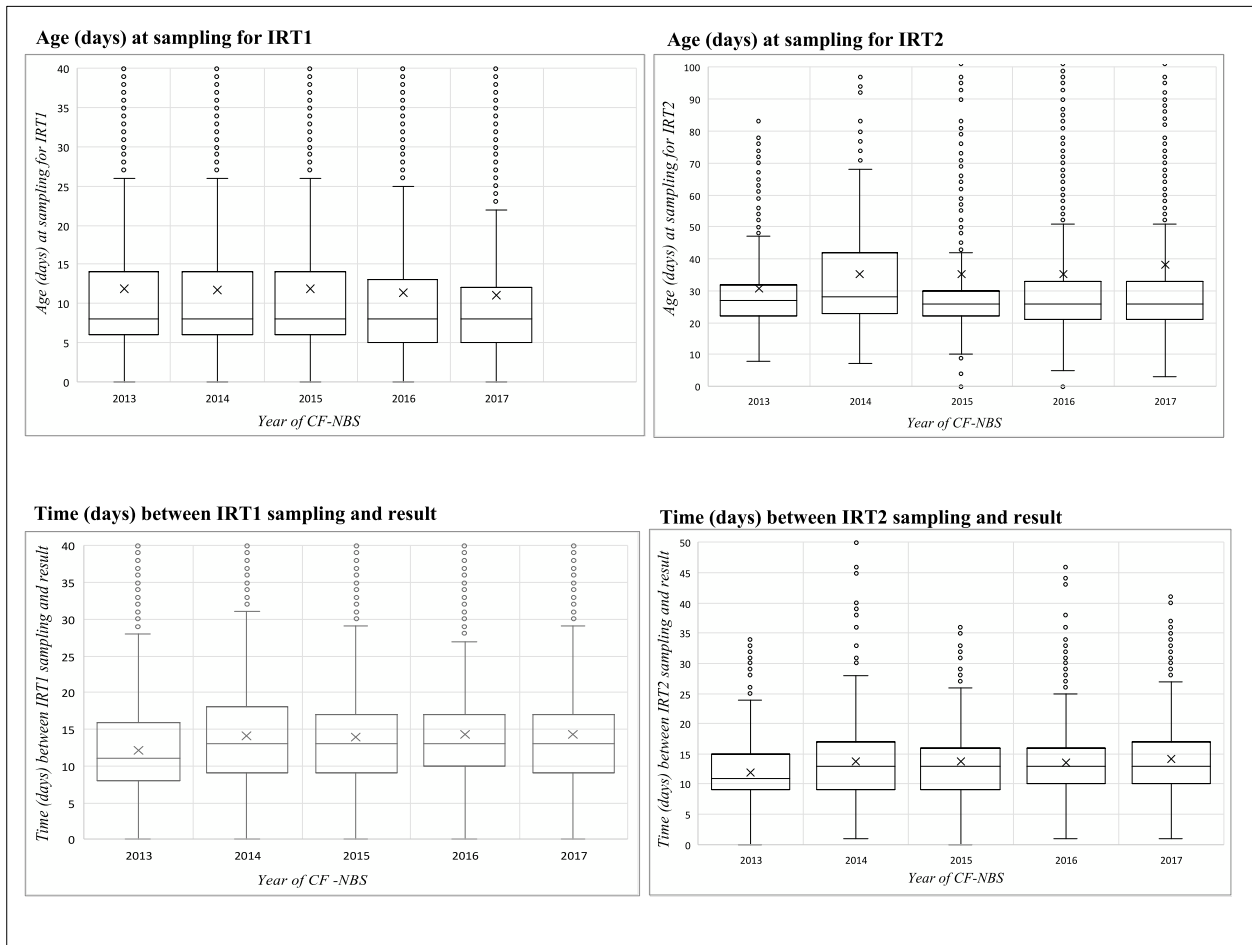 Age (days) at sampling for IRT1
Age (days) at sampling for IRT1
40
35
30
25
20
15
10
5
0
2013 2014 2015 2016 2017
Year of CF-NBS
Age (days) at sampling for IRT2
Age (days) at sampling for IRT2
100
90
80
70
60
50
40
30
20
10
0
2013 2014 2015 2016 2017
Year of CF-NBS
Time (days) between IRT1 sampling and result
Time (days) between IRT1 sampling and result
40
35
30
25
20
15
10
5
0
2013 2014 2015 2016 2017
Year of CF -NBS
Time (days) between IRT2 sampling and result
Time (days) between IRT2 sampling and result
50
45
40
35
30
25
20
15
10
5
0
2013 2014 2015 2016 2017
Year of CF-NBS